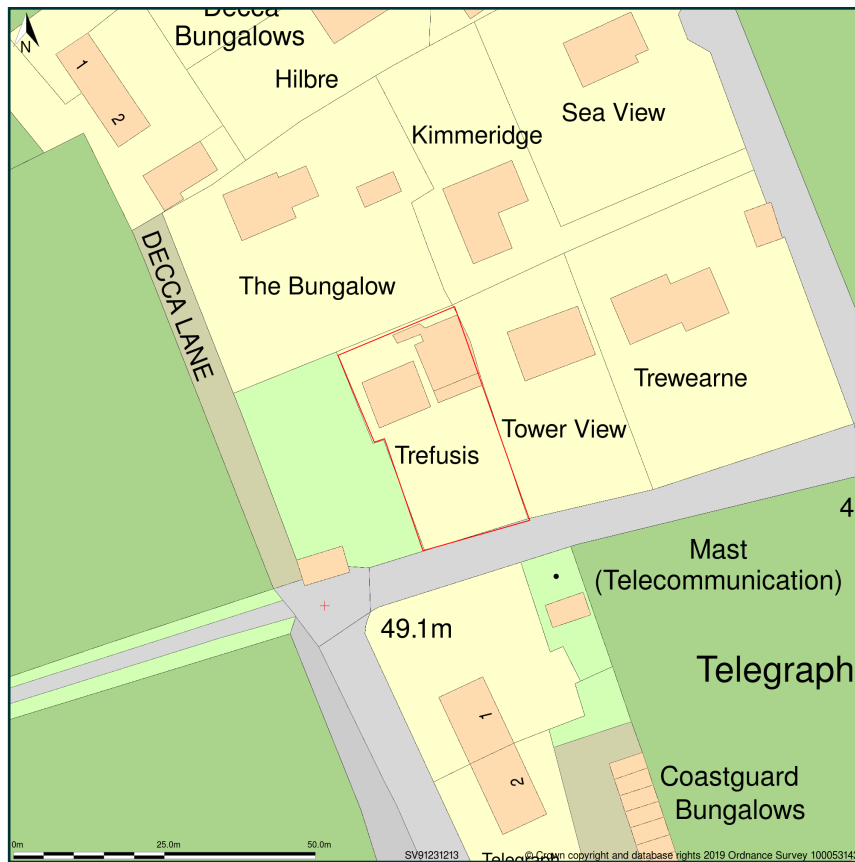 Decca
Bungalows
N
1
2
Hilbre
Sea View
Kimmeridge
DECCA LANE
The Bungalow
Trewearne
Tower View
Trefusis
4
Mast
(Telecommunication)
49.1m
Telegraph
1
2
Coastguard
Bungalows
0m
25.0m
50.0m
SV91231213
Telegraph
© Crown copyright and database rights 2019 Ordnance Survey 10005314